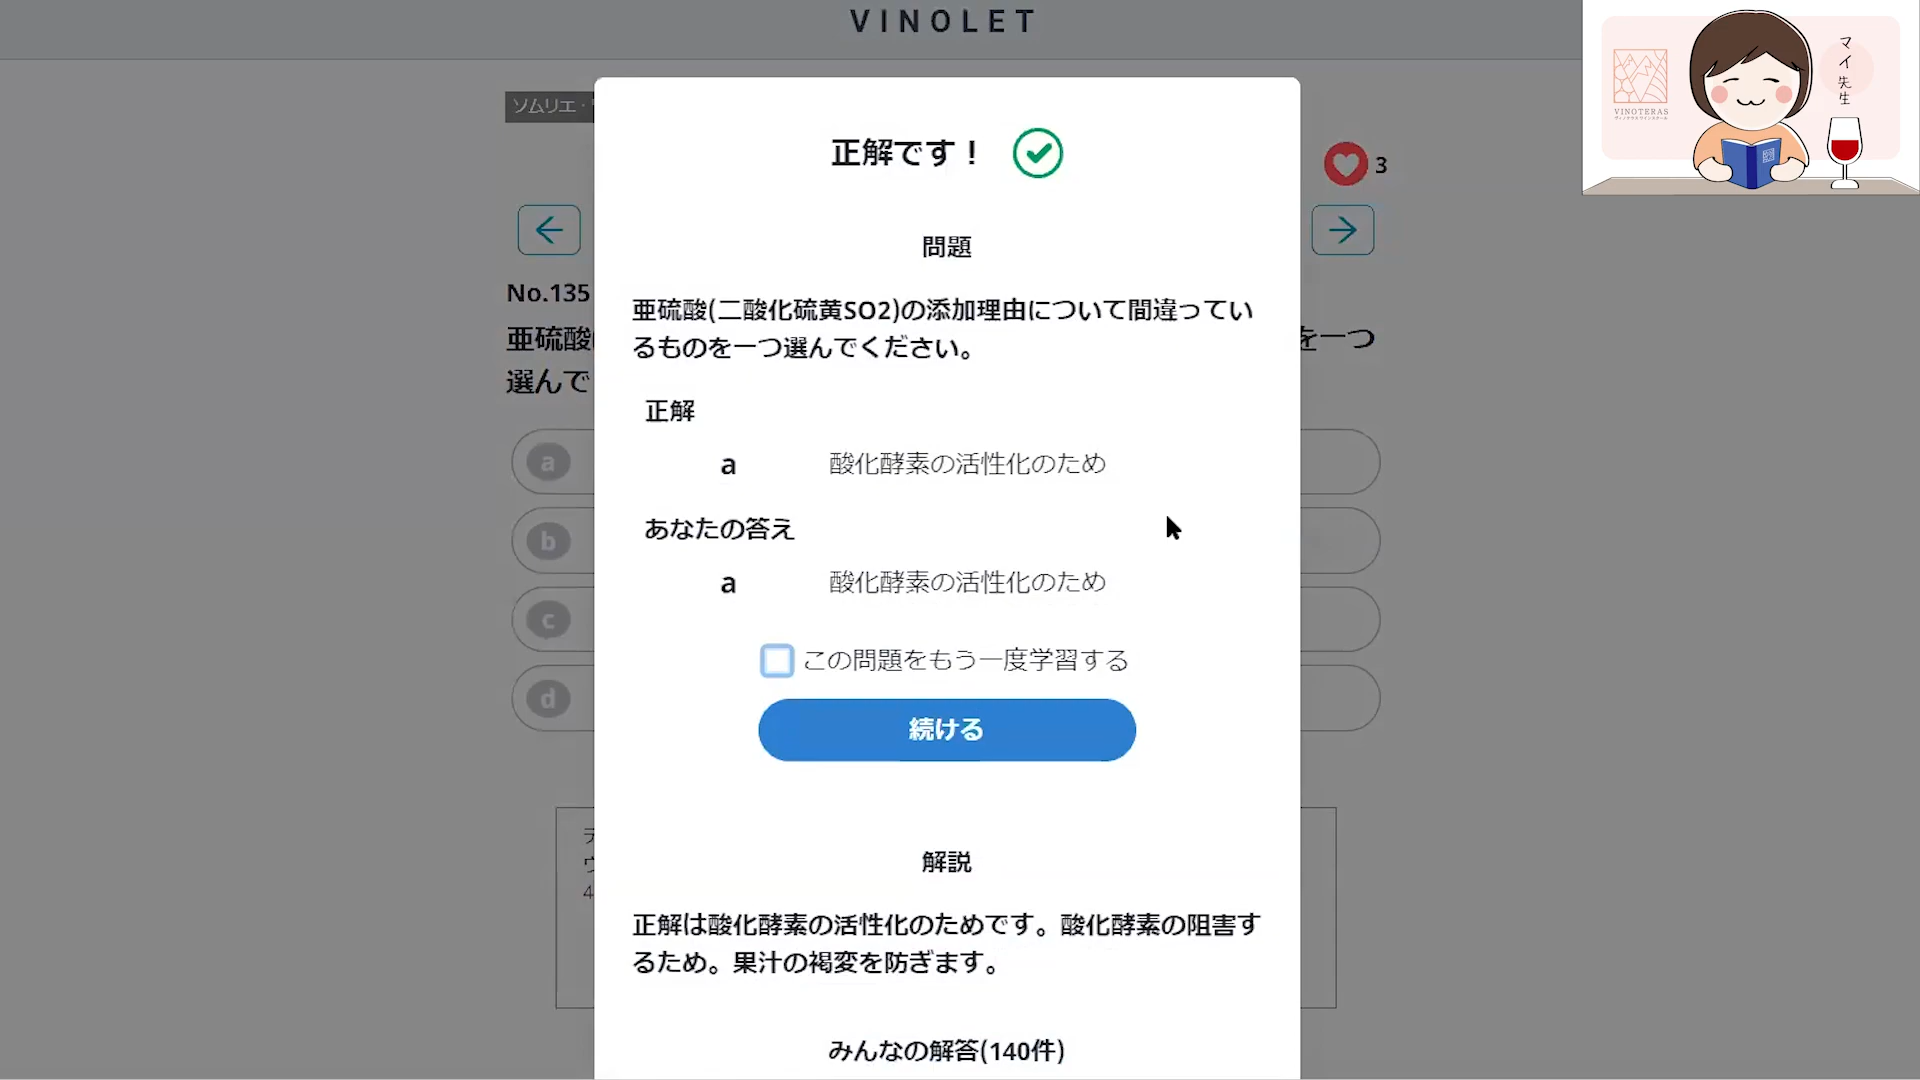 VINOLET
マイ先生
VINOTERAS
ソムリエ・
正解です！
3
問題
No.135
亜硫酸(二酸化硫黄SO2)の添加理由について間違ってい
るものを一つ選んでください。
亜硫酸
を一つ
選んで
正解
a
a 酸化酵素の活性化のため
あなたの答え
b
a 酸化酵素の活性化のため
c
この問題をもう一度学習する
d
続ける
解説
正解は酸化酵素の活性化のためです。酸化酵素の阻害す
るため。果汁の褐変を防ぎます。
みんなの解答(140件)